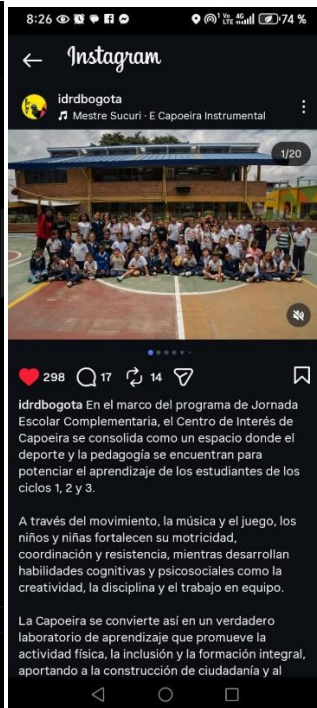 8:26
74 %
Instagram
idrdbogota
Mestre Sucuri · E Capoeira Instrumental
1/20
298 17 14
idrdbogota En el marco del programa de Jornada
Escolar Complementaria, el Centro de Interés de
Capoeira se consolida como un espacio donde el
deporte y la pedagogía se encuentran para
potenciar el aprendizaje de los estudiantes de los
ciclos 1, 2 y 3.
A través del movimiento, la música y el juego, los
niños y niñas fortalecen su motricidad,
coordinación y resistencia, mientras desarrollan
habilidades cognitivas y psicosociales como la
creatividad, la disciplina y el trabajo en equipo.
La Capoeira se convierte así en un verdadero
laboratorio de aprendizaje que promueve la
actividad física, la inclusión y la formación integral,
aportando a la construcción de ciudadanía y al